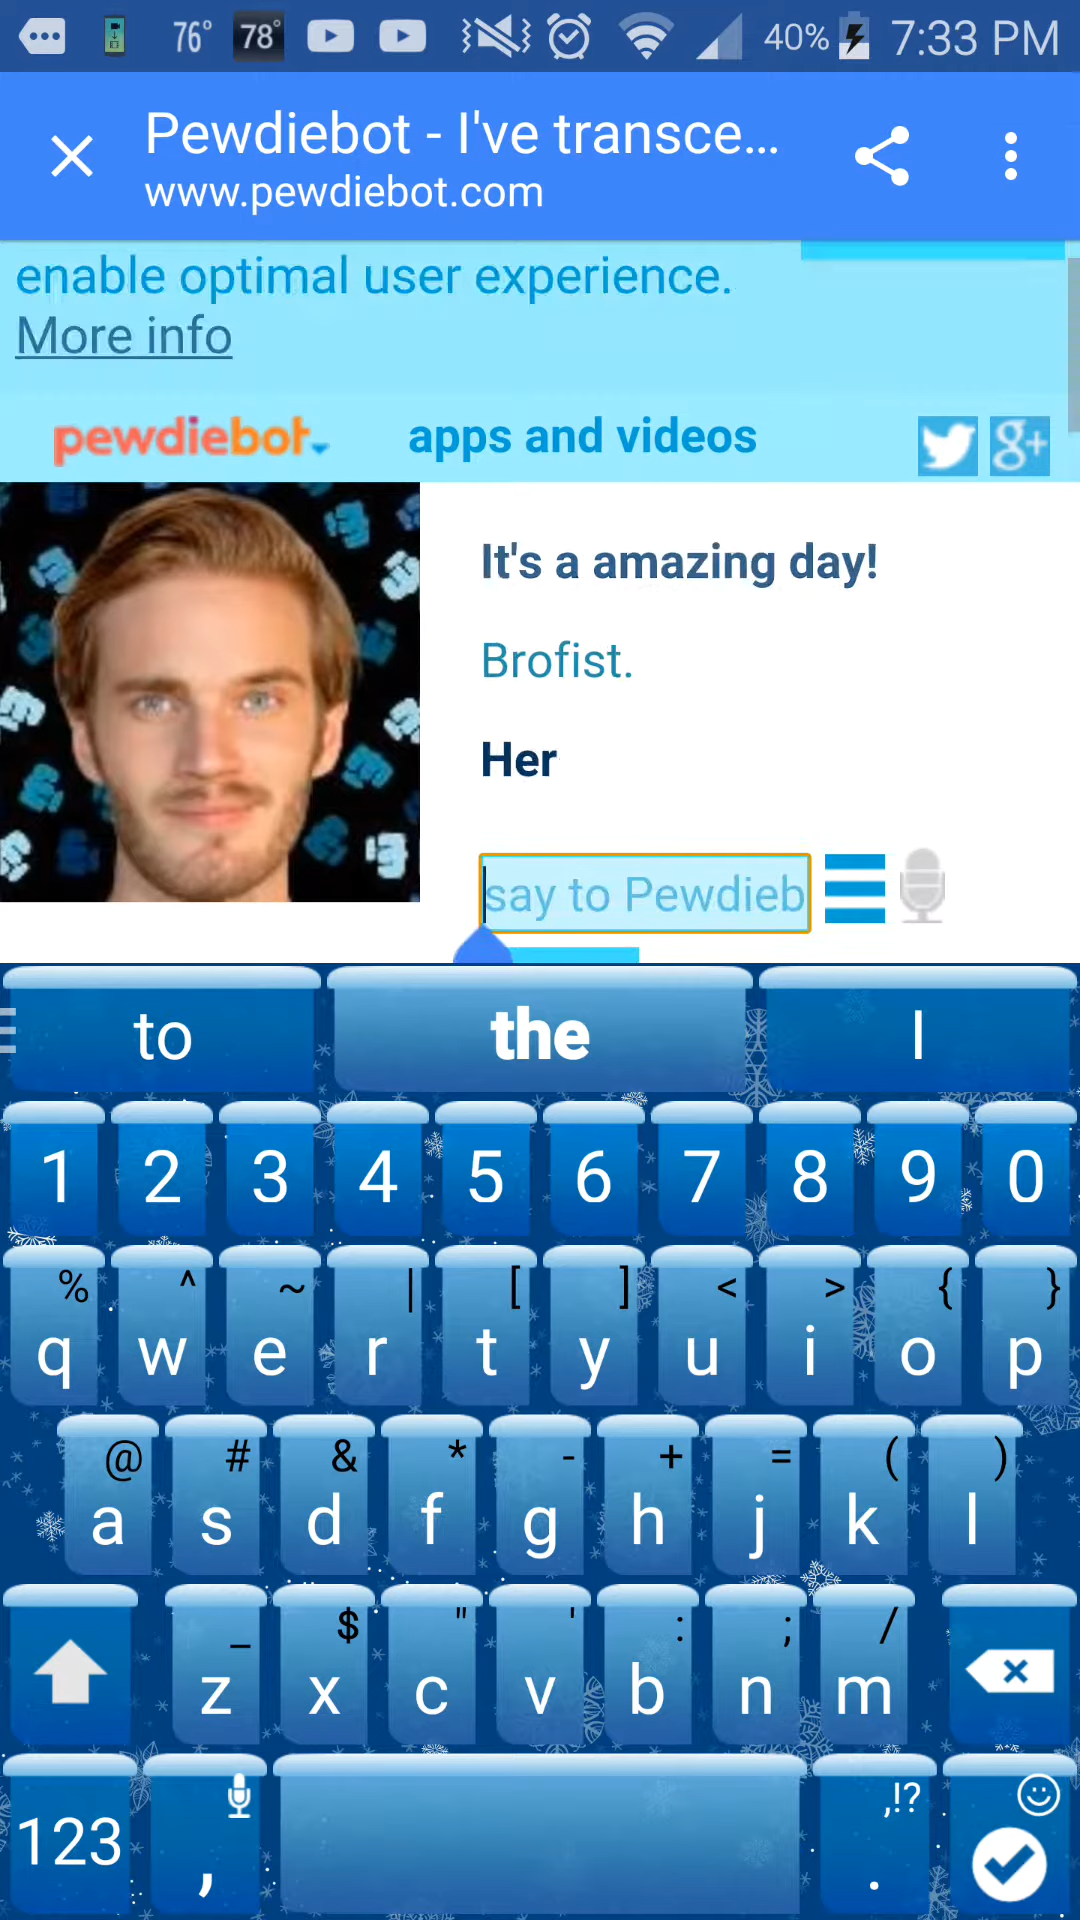 76° 78° 40% 7:33 PM
Pewdiebot - I've transce...
www.pewdiebot.com
enable optimal user experience.
More info
pewdiebot
apps and videos
g+
It's a amazing day!
Brofist.
Her
say to Pewdieb
to the I
1 2 3 4 5 6 7 8 9 0
% ^ ~ | [ ] < > { }
q w e r t y u i o p
@ # & * - + = ( )
a s d f g h j k l
_ $ " ' : ; /
z x c v b n m
,!?
123 , .